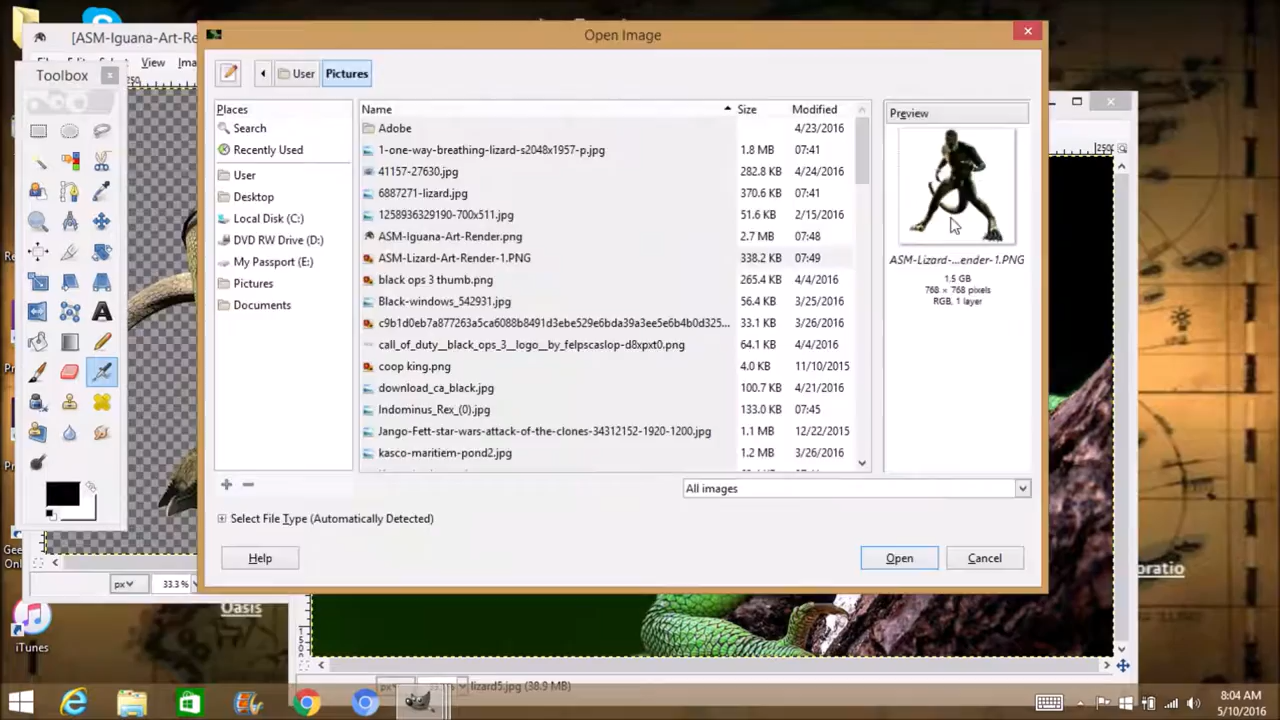 Open Image
[ASM-Iguana-Art-Re
View
Ima
Toolbox
User
Pictures
Places
Search
Recently Used
User
Desktop
Local Disk (C:)
DVD RW Drive (D:)
My Passport (E:)
Pictures
Documents
Name Size Modified
Adobe 4/23/2016
1-one-way-breathing-lizard-s2048x1957-p.jpg 1.8 MB 07:41
41157-27630.jpg 282.8 KB 4/24/2016
6887271-lizard.jpg 370.6 KB 07:41
1258936329190-700x511.jpg 51.6 KB 2/15/2016
ASM-Iguana-Art-Render.png 2.7 MB 07:48
ASM-Lizard-Art-Render-1.PNG 338.2 KB 07:49
black ops 3 thumb.png 265.4 KB 4/4/2016
Black-windows_542931.jpg 56.4 KB 3/25/2016
c9b1d0eb7a877263a5ca6088b8491d3ebe529e6bda39a3ee5e6b4b0d325... 33.1 KB 3/26/2016
call_of_duty__black_ops_3__logo__by_felpscaslop-d8xpxt0.png 64.1 KB 4/4/2016
coop king.png 4.0 KB 11/10/2015
download_ca_black.jpg 100.7 KB 4/21/2016
Indominus_Rex_(0).jpg 133.0 KB 07:45
Jango-Fett-star-wars-attack-of-the-clones-34312152-1920-1200.jpg 1.1 MB 12/22/2015
kasco-maritiem-pond2.jpg 1.2 MB 3/26/2016
Preview
ASM-Lizard-...ender-1.PNG
1.5 GB
768 × 768 pixels
RGB, 1 layer
All images
Select File Type (Automatically Detected)
Help
Open
Cancel
px
33.3 %
lizard5.jpg (38.9 MB)
Oasis
oratio
iTunes
8:04 AM
5/10/2016